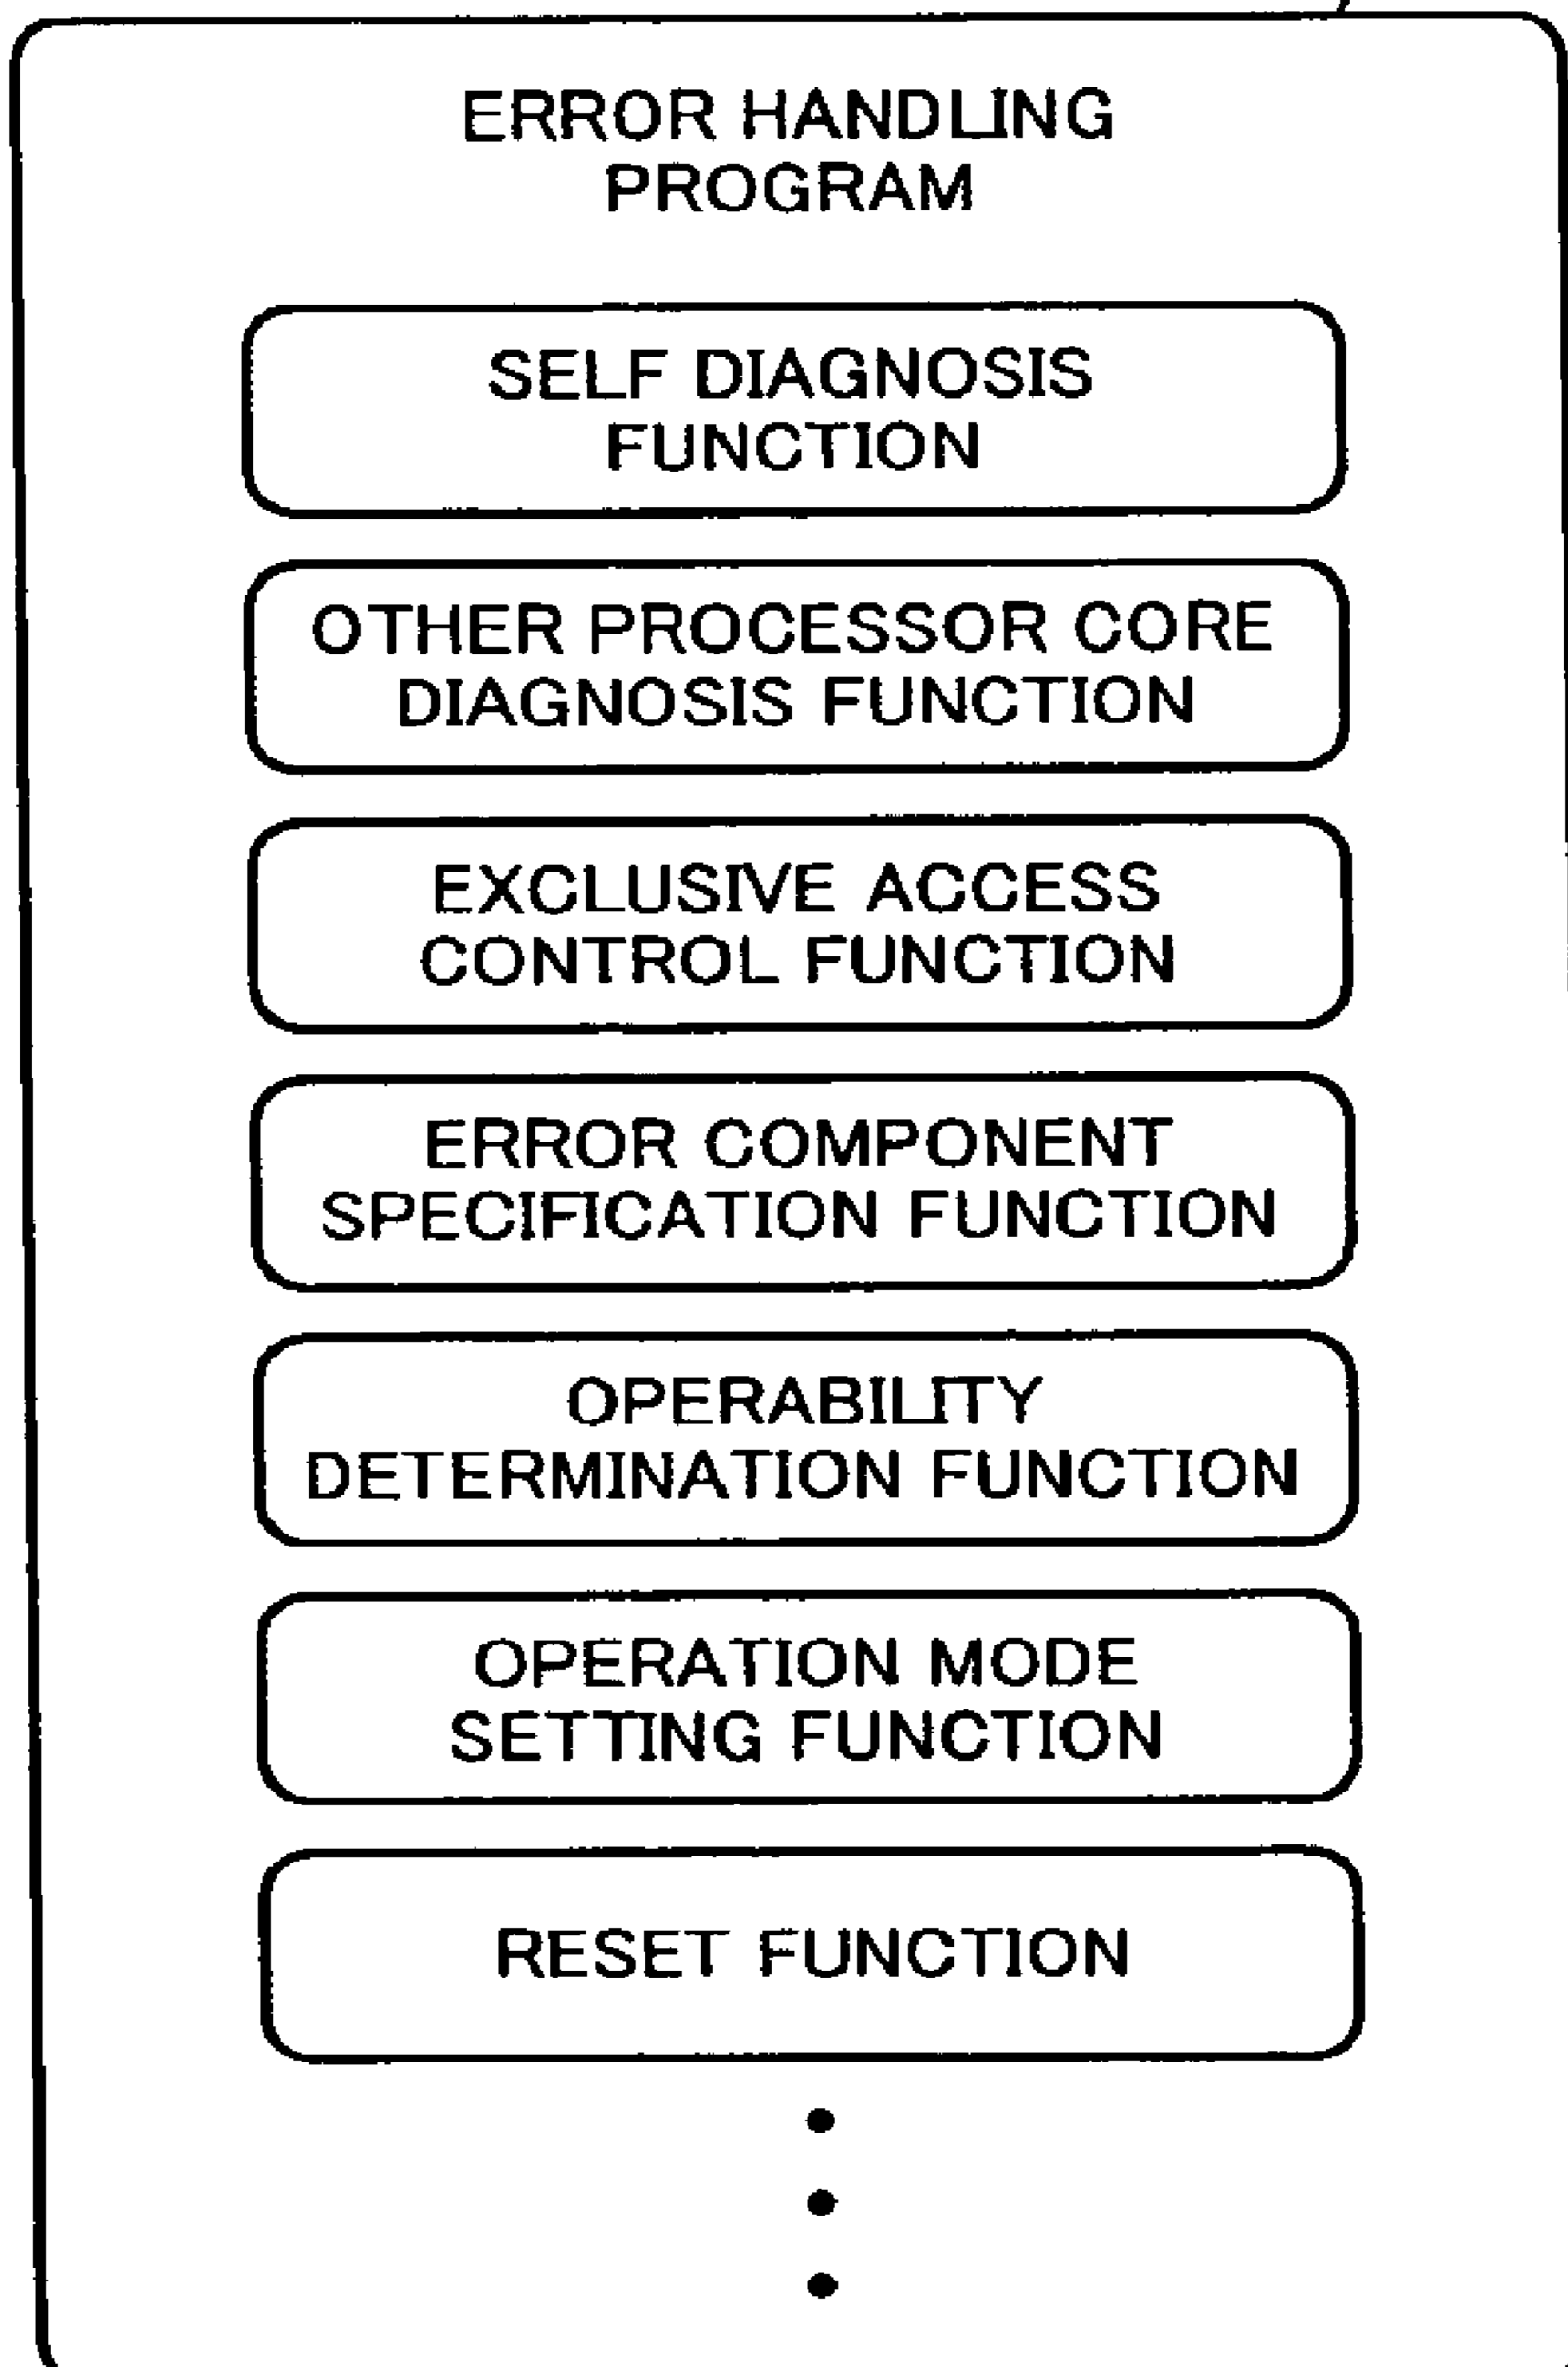 ERROR HANDLING
PROGRAM
SELF DIAGNOSIS
FUNCTION
OTHER PROCESSOR CORE
DIAGNOSIS FUNCTION
EXCLUSIVE ACCESS
CONTROL FUNCTION
ERROR COMPONENT
SPECIFICATION FUNCTION
OPERABILITY
DETERMINATION FUNCTION
OPERATION MODE
SETTING FUNCTION
RESET FUNCTION